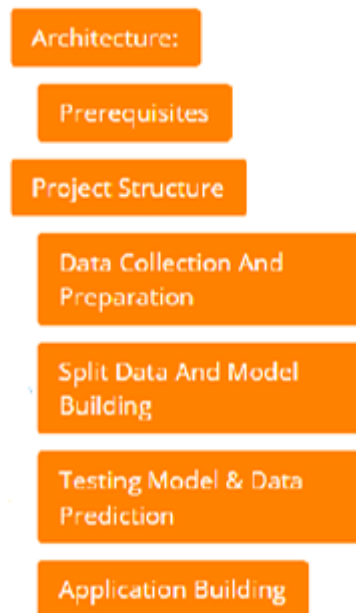 Architecture:
Prerequisites
Project Structure
Data Collection And
Preparation
Split Data And Model
Building
Testing Model & Data
Prediction
Application Building